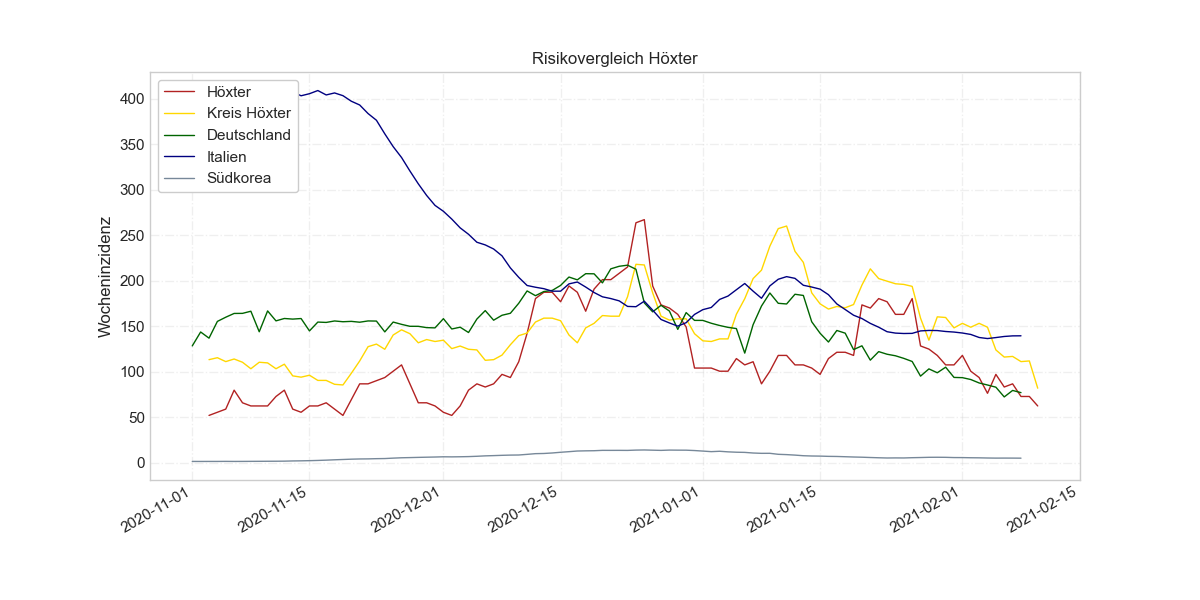 Risikovergleich Höxter
Höxter
Kreis Höxter
Deutschland
Italien
Südkorea
Wocheninzidenz
400
350
300
250
200
150
100
50
0
2020-11-01
2020-11-15
2020-12-01
2020-12-15
2021-01-01
2021-01-15
2021-02-01
2021-02-15